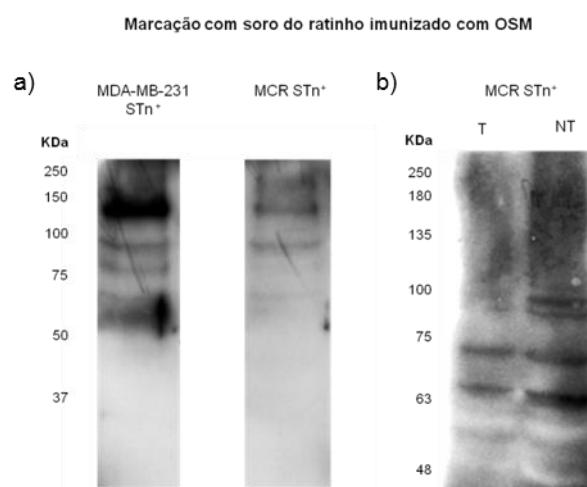 Marcação com soro do ratinho imunizado com OSM
a)
MDA-MB-231
STn⁺
MCR STn⁺
KDa
250
150
100
75
50
37
b)
MCR STn⁺
T NT
KDa
250
180
135
100
75
63
48